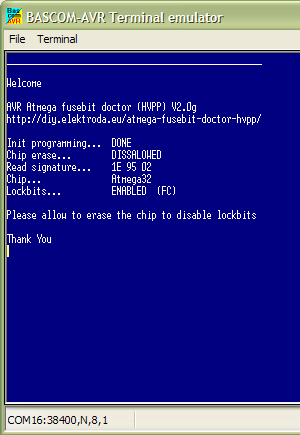 Bas
com
AVR
BASCOM-AVR Terminal emulator
File Terminal
Welcome
AVR Atmega fusebit doctor (HVPP) V2.0g
http://diy.elektroda.eu/atmega-fusebit-doctor-hvpp/
Init programming... DONE
Chip erase... DISSALOWED
Read signature... 1E 95 02
Chip... Atmega32
Lockbits... ENABLED (FC)
Please allow to erase the chip to disable lockbits
Thank You
COM16:38400,N,8,1